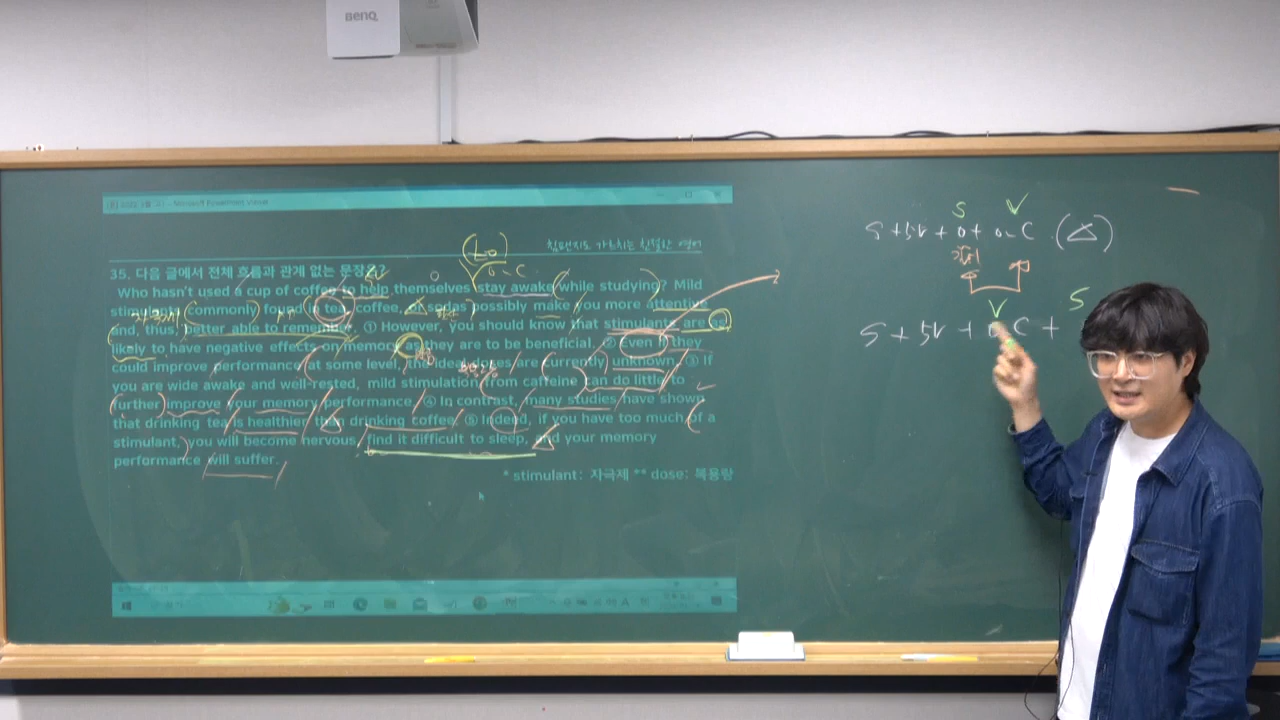 BenQ
침팬지도 가르치는 친절한 영어
(to)
o.c
35. 다음 글에서 전체 흐름과 관계 없는 문장은?
Who hasn't used a cup of coffee to help themselves stay awake while studying? Mild
stimulants commonly found in tea, coffee, or sodas possibly make you more attentive
and, thus, better able to remember. ① However, you should know that stimulants are as
likely to have negative effects on memory as they are to be beneficial. ② Even if they
could improve performance at some level, the ideal doses are currently unknown. ③ If
you are wide awake and well-rested, mild stimulation from caffeine can do little to
further improve your memory performance. ④ In contrast, many studies have shown
that drinking tea is healthier than drinking coffee. ⑤ Indeed, if you have too much of a
stimulant, you will become nervous, find it difficult to sleep, and your memory
performance will suffer.
* stimulant: 자극제 ** dose: 복용량
S V
S + 5V + O + O.C (△)
V S
S + 5V + O.C +